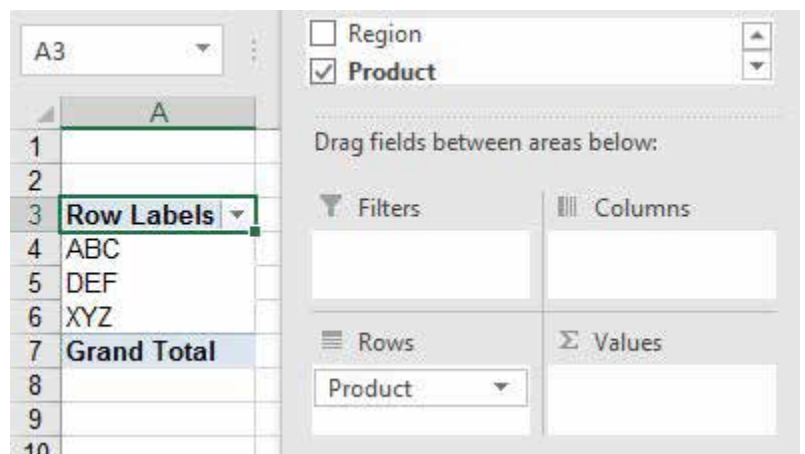 A3
A
1
2
3 Row Labels
4 ABC
5 DEF
6 XYZ
7 Grand Total
8
9
10
Region
Product
Drag fields between areas below:
Filters
Columns
Rows
Σ Values
Product